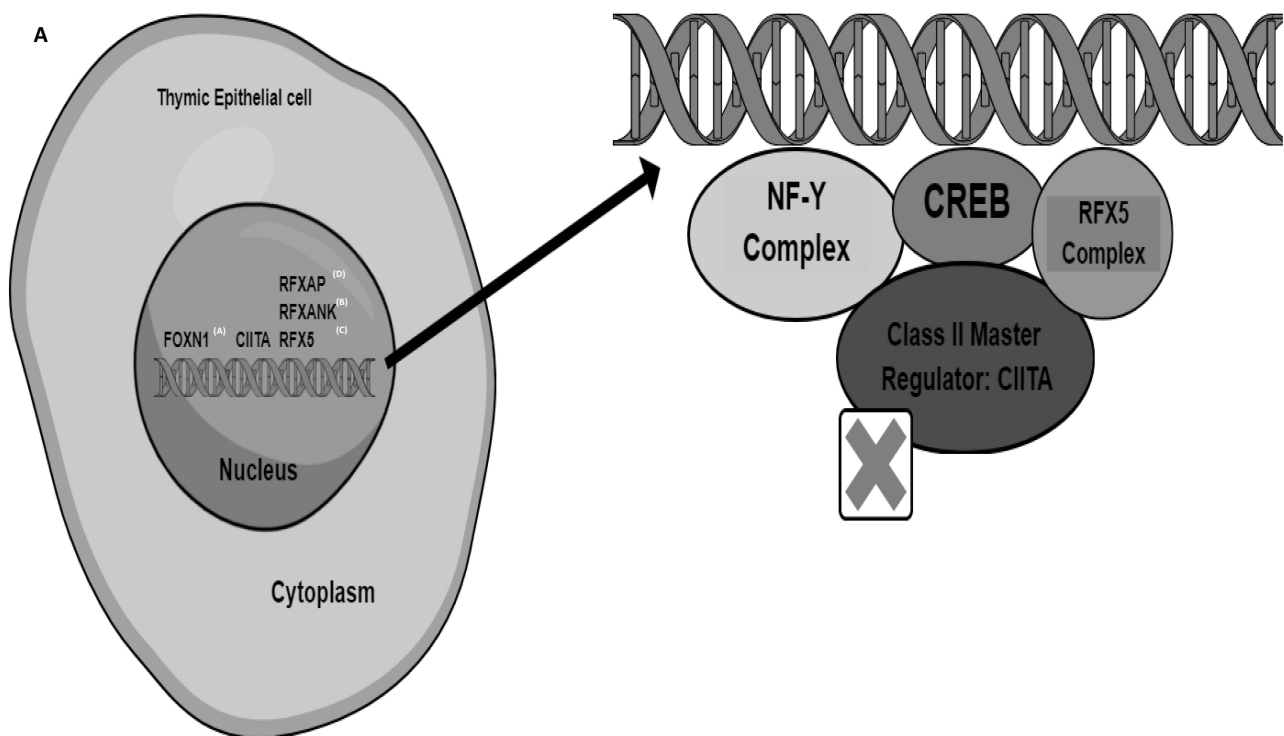 A
Thymic Epithelial cell
RFXAP (D)
RFXANK (B)
FOXN1 (A) CIITA RFX5 (C)
Nucleus
Cytoplasm
NF-Y
Complex
CREB
RFX5
Complex
Class II Master
Regulator: CIITA